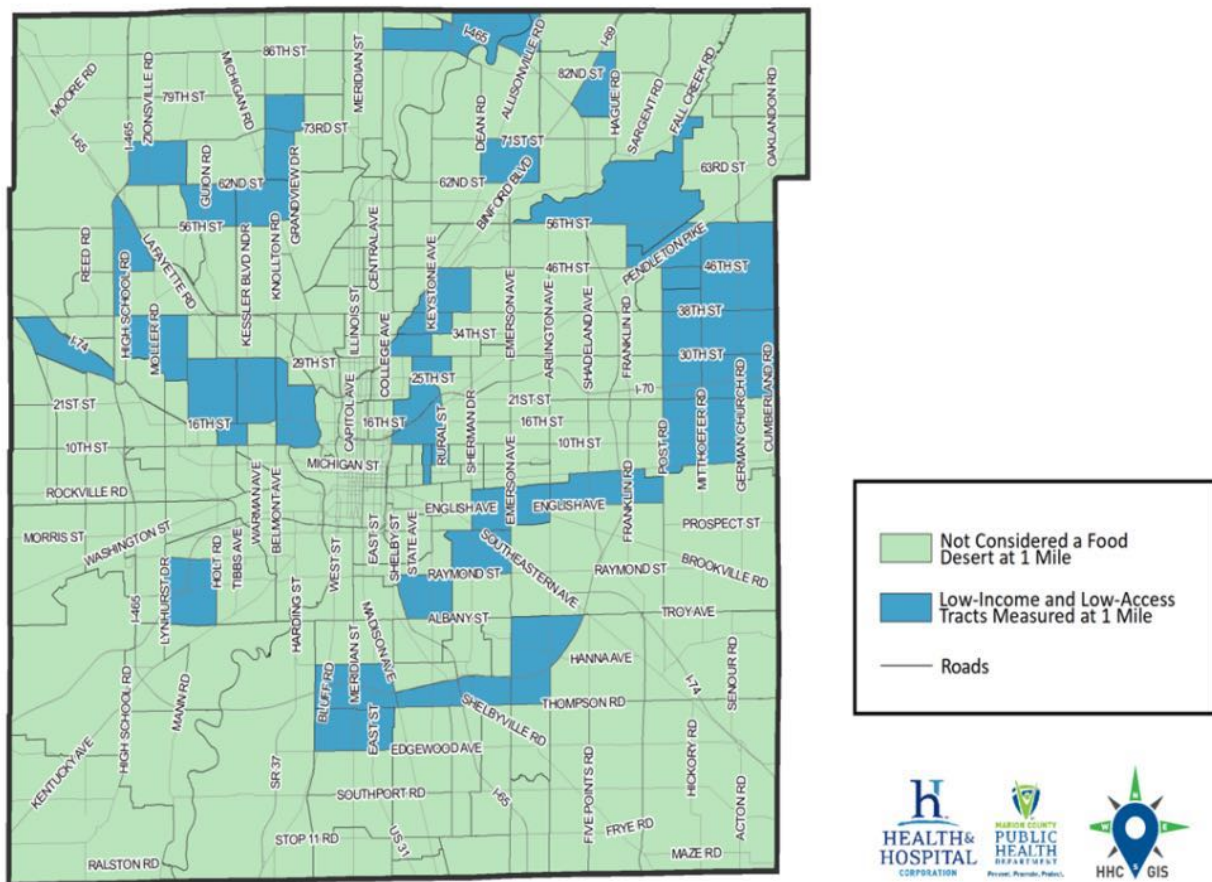 I-465
I-69
86TH ST
MOORE RD
ZIONSVILLE RD
MICHIGAN RD
MERIDIAN ST
ALLISONVILLE RD
82ND ST
FALL CREEK RD
79TH ST
HAGUE RD
SARGENT RD
OAKLANDON RD
I-65
I-465
73RD ST
DEAN RD
71ST ST
GUION RD
62ND ST
GRANDVIEW DR
62ND ST
BINFORD BLVD
63RD ST
56TH ST
56TH ST
REED RD
LAFAYETTE RD
KESSLER BLVD NDR
KNOLLTON RD
CENTRAL AVE
KEYSTONE AVE
PENDLETON PIKE
HIGH SCHOOL RD
46TH ST
46TH ST
EMERSON AVE
ARLINGTON AVE
SHADELAND AVE
FRANKLIN RD
38TH ST
I-74
MOLLER RD
ILLINOIS ST
COLLEGE AVE
34TH ST
29TH ST
30TH ST
25TH ST
I-70
21ST ST
21ST ST
CAPITOL AVE
16TH ST
16TH ST
16TH ST
RURAL ST
SHERMAN DR
POST RD
MITTHOEFER RD
GERMAN CHURCH RD
CUMBERLAND RD
10TH ST
10TH ST
MICHIGAN ST
ROCKVILLE RD
WARMAN AVE
BELMONT AVE
ENGLISH AVE
EMERSON AVE
ENGLISH AVE
FRANKLIN RD
PROSPECT ST
MORRIS ST
WASHINGTON ST
HOLT RD
TIBBS AVE
WEST ST
EAST ST
SHELBY ST
STATE AVE
SOUTHEASTERN AVE
RAYMOND ST
RAYMOND ST
BROOKVILLE RD
I-465
LYNHURST DR
HARDING ST
MADISON AVE
ALBANY ST
TROY AVE
HIGH SCHOOL RD
MANN RD
BLUFF RD
MERIDIAN ST
HANNA AVE
I-74
SENOUR RD
SHELBYVILLE RD
THOMPSON RD
KENTUCKY AVE
SR 37
EAST ST
EDGEWOOD AVE
FIVE POINTS RD
HICKORY RD
SOUTHPORT RD
I-65
ACTON RD
STOP 11 RD
US 31
FRYE RD
RALSTON RD
MAZE RD
Not Considered a Food
Desert at 1 Mile
Low-Income and Low-Access
Tracts Measured at 1 Mile
Roads
h
HEALTH&
HOSPITAL
CORPORATION
MARION COUNTY
PUBLIC
HEALTH
DEPARTMENT
Prevent. Promote. Protect.
N
W
E
S
HHC GIS